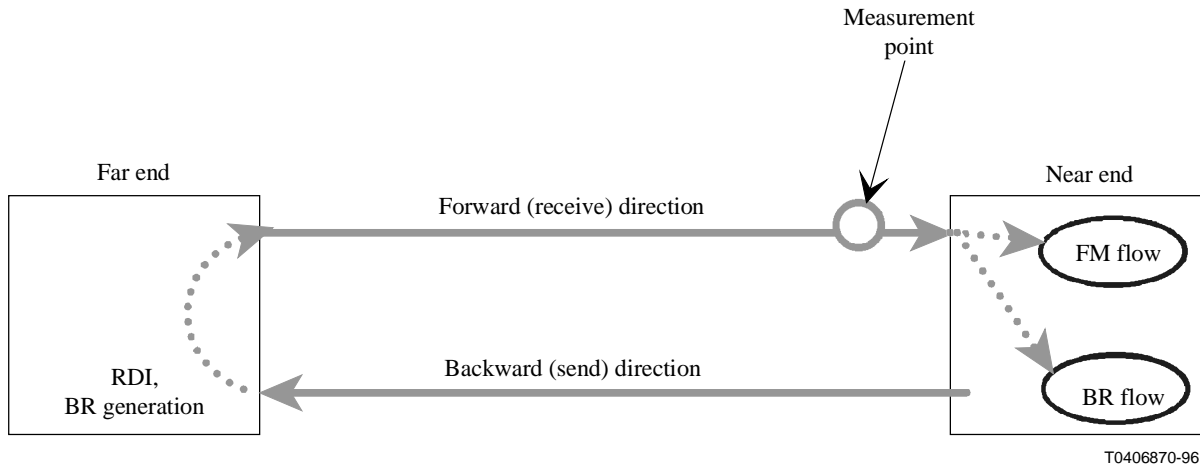 Measurement
point
Far end
Near end
Forward (receive) direction
FM flow
Backward (send) direction
RDI,
BR generation
BR flow
T0406870-96